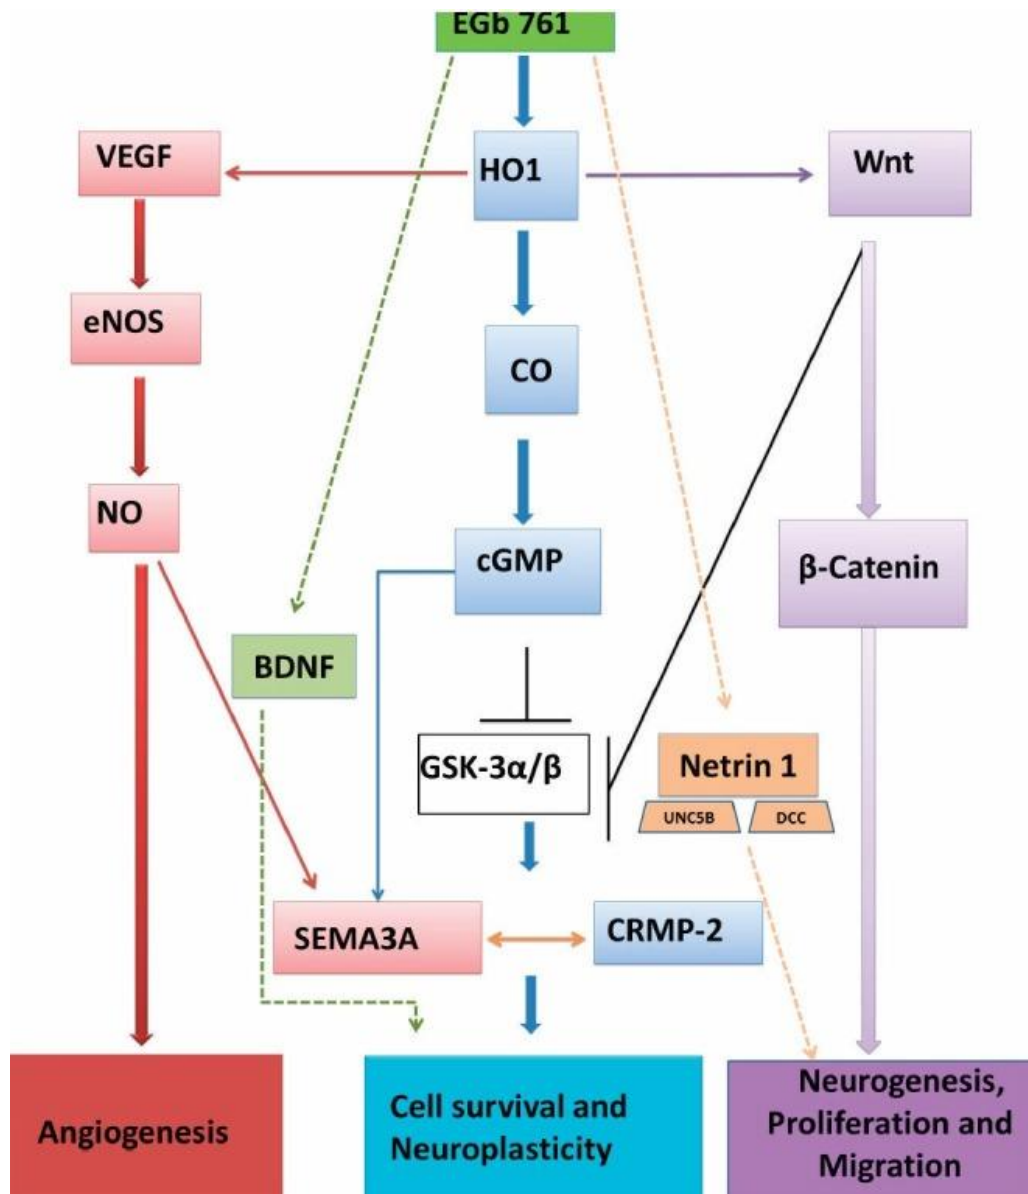 EGb 761
VEGF
HO1
Wnt
eNOS
CO
NO
cGMP
β-Catenin
BDNF
GSK-3α/β
Netrin 1
UNC5B
DCC
SEMA3A
CRMP-2
Angiogenesis
Cell survival and
Neuroplasticity
Neurogenesis,
Proliferation and
Migration